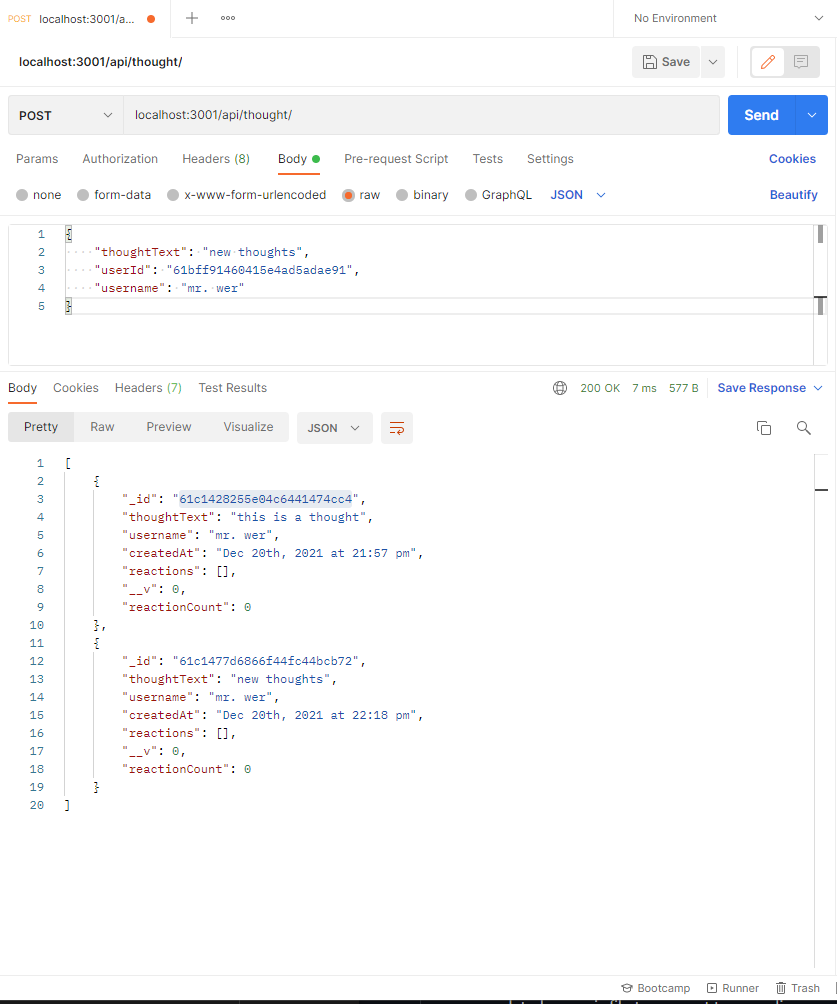 POST localhost:3001/a... No Environment
localhost:3001/api/thought/ Save
POST localhost:3001/api/thought/ Send
Params Authorization Headers (8) Body Pre-request Script Tests Settings Cookies
none form-data x-www-form-urlencoded raw binary GraphQL JSON Beautify
1 {
2 "thoughtText": "new thoughts",
3 "userId": "61bff91460415e4ad5adae91",
4 "username": "mr. wer"
5 }
Body Cookies Headers (7) Test Results 200 OK 7 ms 577 B Save Response
Pretty Raw Preview Visualize JSON
1 [
2 {
3 "_id": "61c1428255e04c6441474cc4",
4 "thoughtText": "this is a thought",
5 "username": "mr. wer",
6 "createdAt": "Dec 20th, 2021 at 21:57 pm",
7 "reactions": [],
8 "__v": 0,
9 "reactionCount": 0
10 },
11 {
12 "_id": "61c1477d6866f44fc44bcb72",
13 "thoughtText": "new thoughts",
14 "username": "mr. wer",
15 "createdAt": "Dec 20th, 2021 at 22:18 pm",
16 "reactions": [],
17 "__v": 0,
18 "reactionCount": 0
19 }
20 ]
Bootcamp Runner Trash